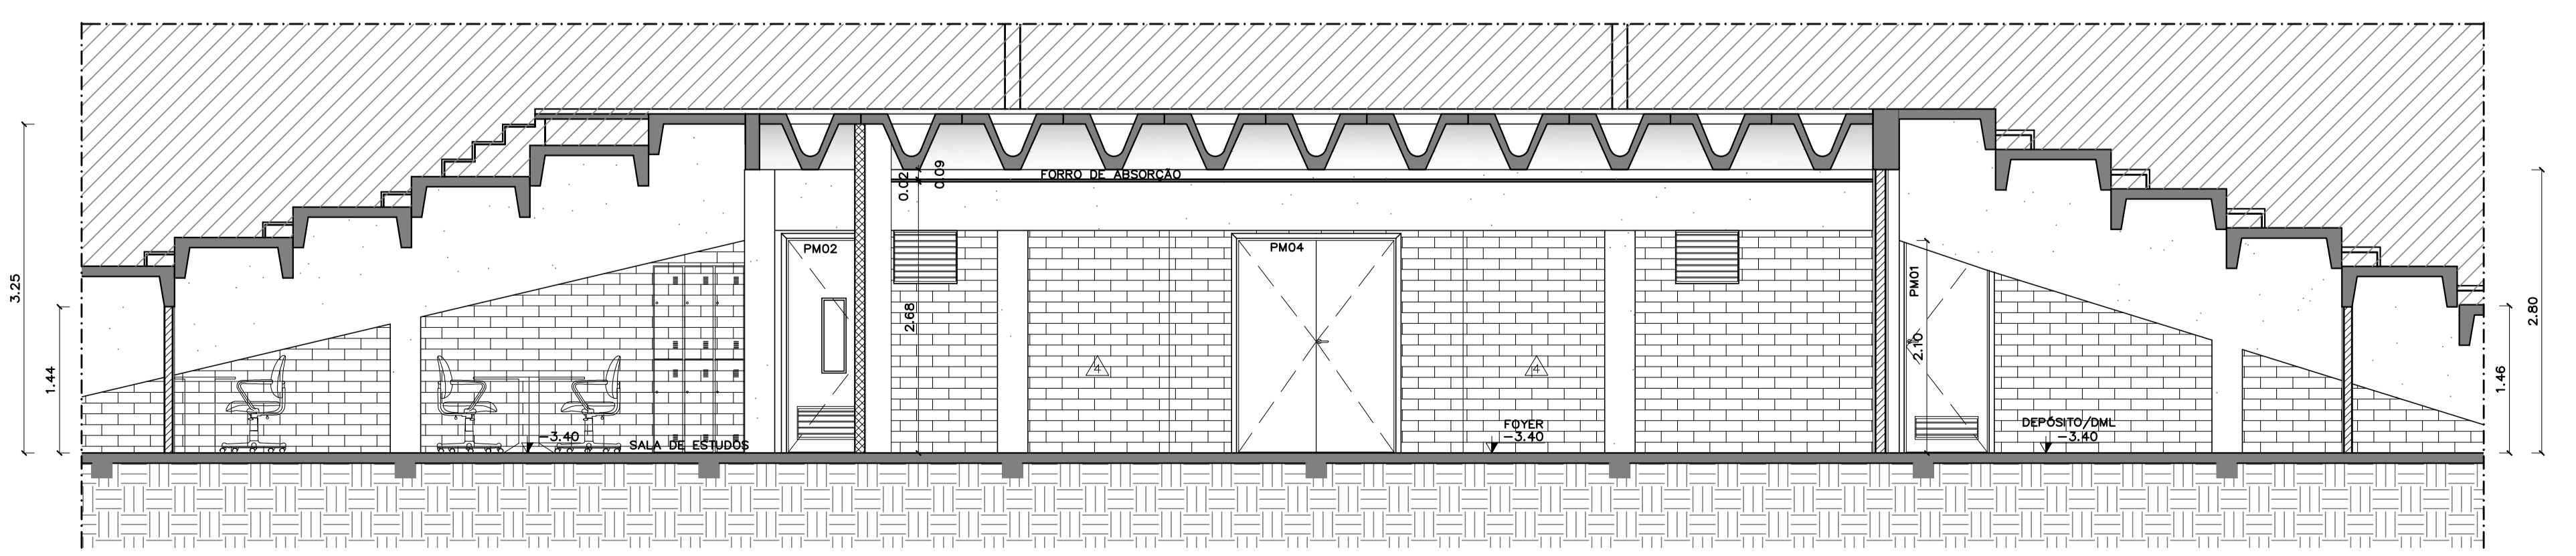 3.25
1.44
-3.40
SALA DE ESTUDOS
PM02
0.02
0.09
FORRO DE ABSORÇÃO
2.68
4
PM04
4
FOYER
-3.40
PM01
2.10
DEPÓSITO/DML
-3.40
1.46
2.80